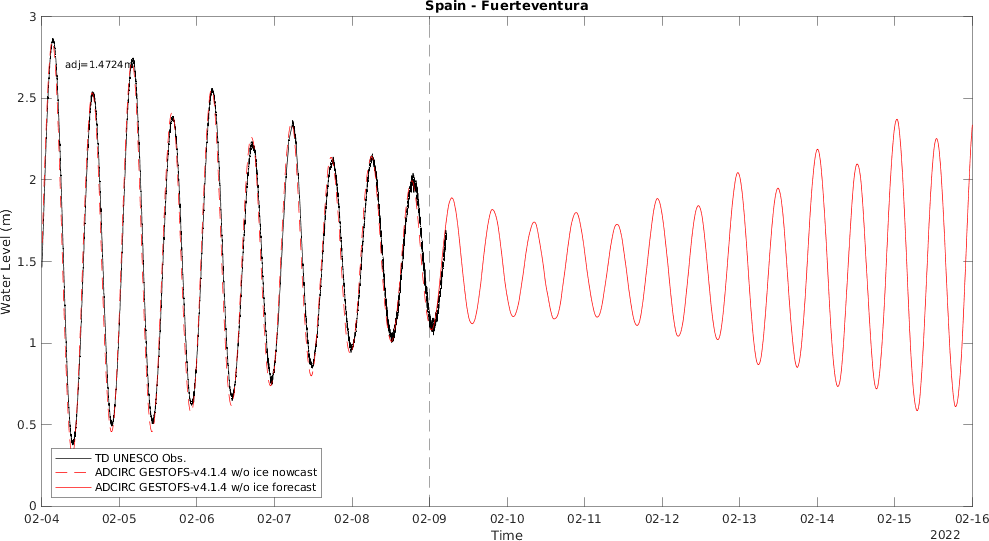 Spain - Fuerteventura
3
adj=1.4724m
2.5
2
1.5
1
0.5
0
Water Level (m)
TD UNESCO Obs.
ADCIRC GESTOFS-v4.1.4 w/o ice nowcast
ADCIRC GESTOFS-v4.1.4 w/o ice forecast
02-04 02-05 02-06 02-07 02-08 02-09 02-10 02-11 02-12 02-13 02-14 02-15 02-16
Time
2022